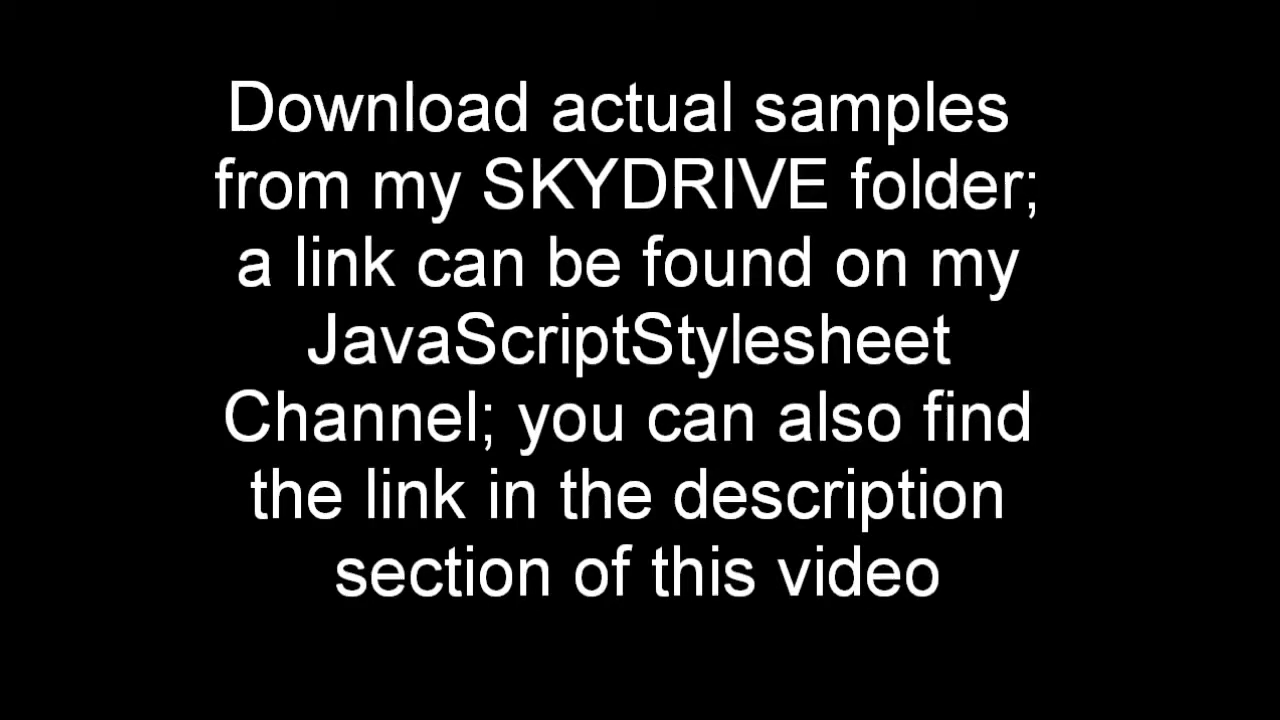 Download actual samples
from my SKYDRIVE folder;
a link can be found on my
JavaScriptStylesheet
Channel; you can also find
the link in the description
section of this video